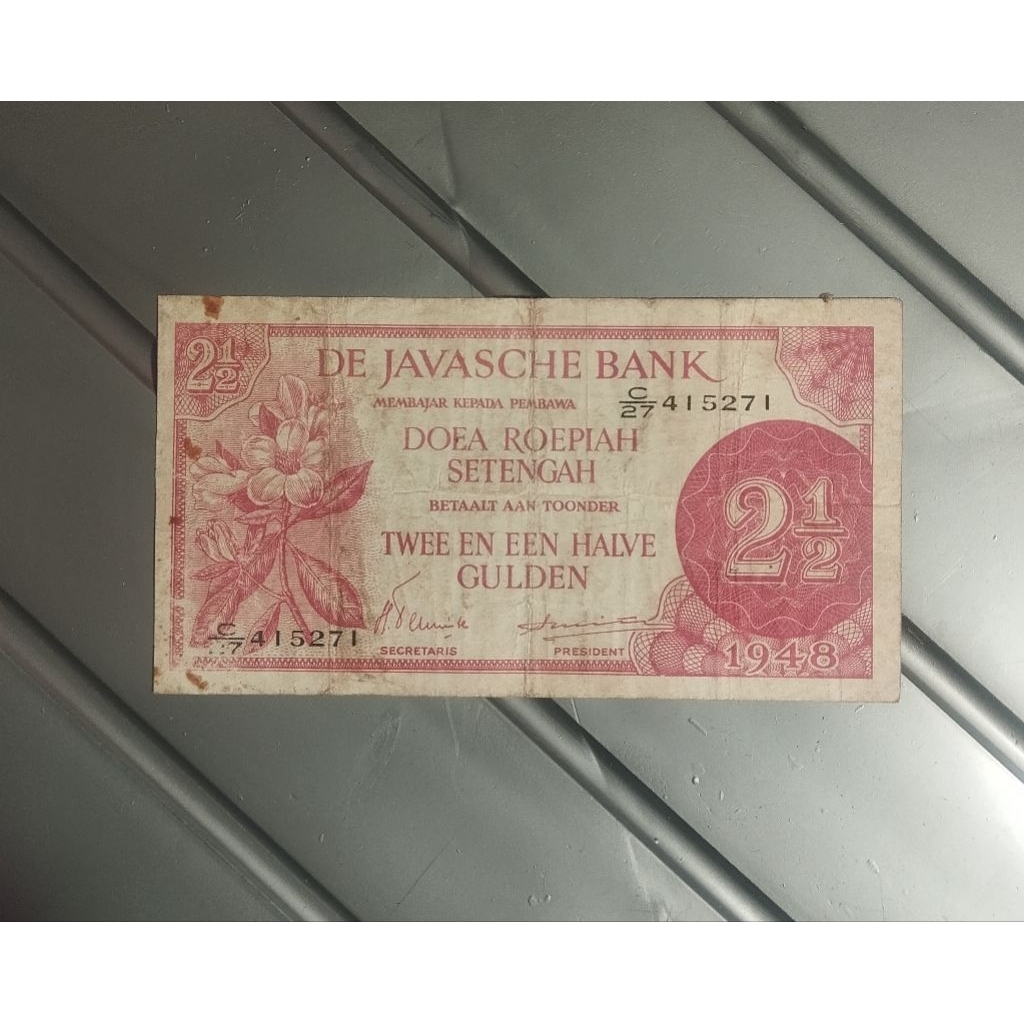 2½
DE JAVASCHE BANK
MEMBAJAR KEPADA PEMBAWA
C/27 415271
DOEA ROEPIAH
SETENGAH
BETAALT AAN TOONDER
2½
TWEE EN EEN HALVE
GULDEN
C/27 415271
SECRETARIS
PRESIDENT
1948